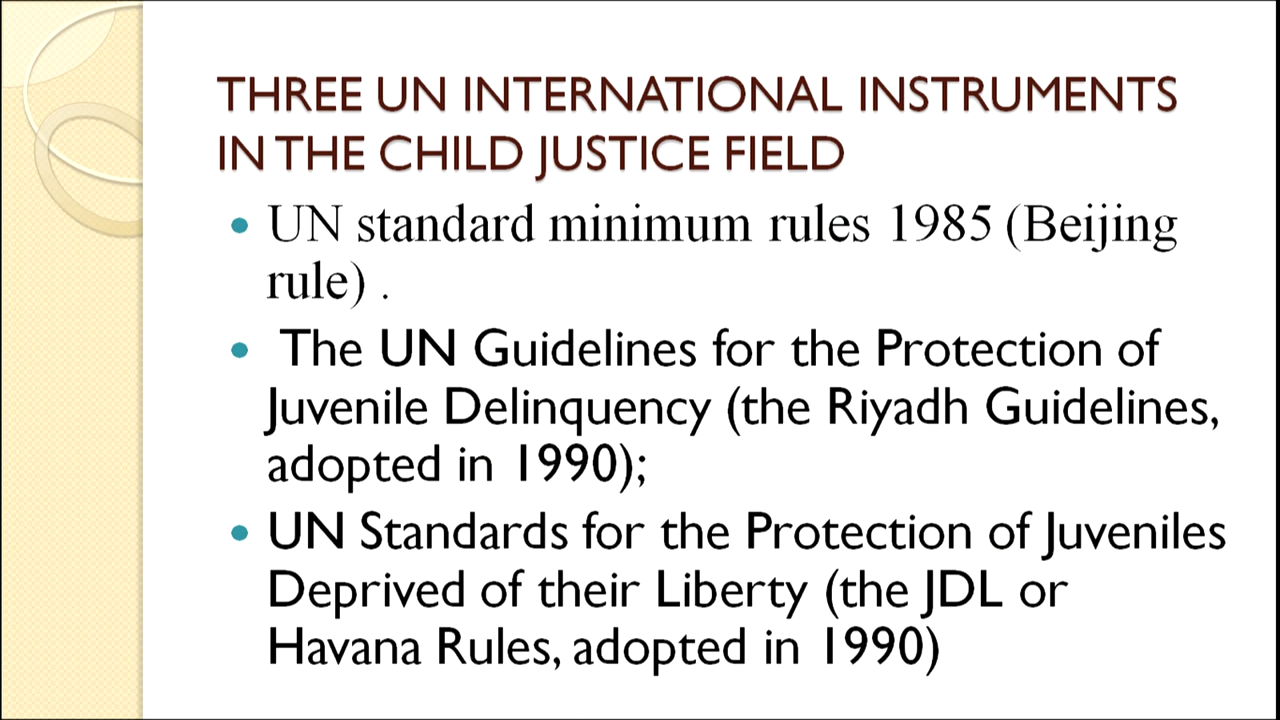 THREE UN INTERNATIONAL INSTRUMENTS
IN THE CHILD JUSTICE FIELD
• UN standard minimum rules 1985 (Beijing
rule) .
• The UN Guidelines for the Protection of
Juvenile Delinquency (the Riyadh Guidelines,
adopted in 1990);
• UN Standards for the Protection of Juveniles
Deprived of their Liberty (the JDL or
Havana Rules, adopted in 1990)